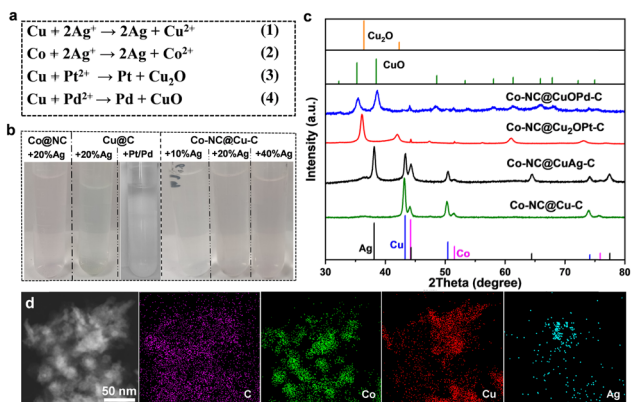 a
Cu + 2Ag⁺ → 2Ag + Cu²⁺ (1)
Co + 2Ag⁺ → 2Ag + Co²⁺ (2)
Cu + Pt²⁺ → Pt + Cu₂O (3)
Cu + Pd²⁺ → Pd + CuO (4)
b
Co@NC Cu@C Co-NC@Cu-C
+20%Ag +20%Ag +Pt/Pd +10%Ag +20%Ag +40%Ag
c
Cu₂O
CuO
Co-NC@CuOPd-C
Co-NC@Cu₂OPt-C
Co-NC@CuAg-C
Co-NC@Cu-C
Ag
Cu
Co
Intensity (a.u.)
30 40 50 60 70 80
2Theta (degree)
d
50 nm
C
Co
Cu
Ag